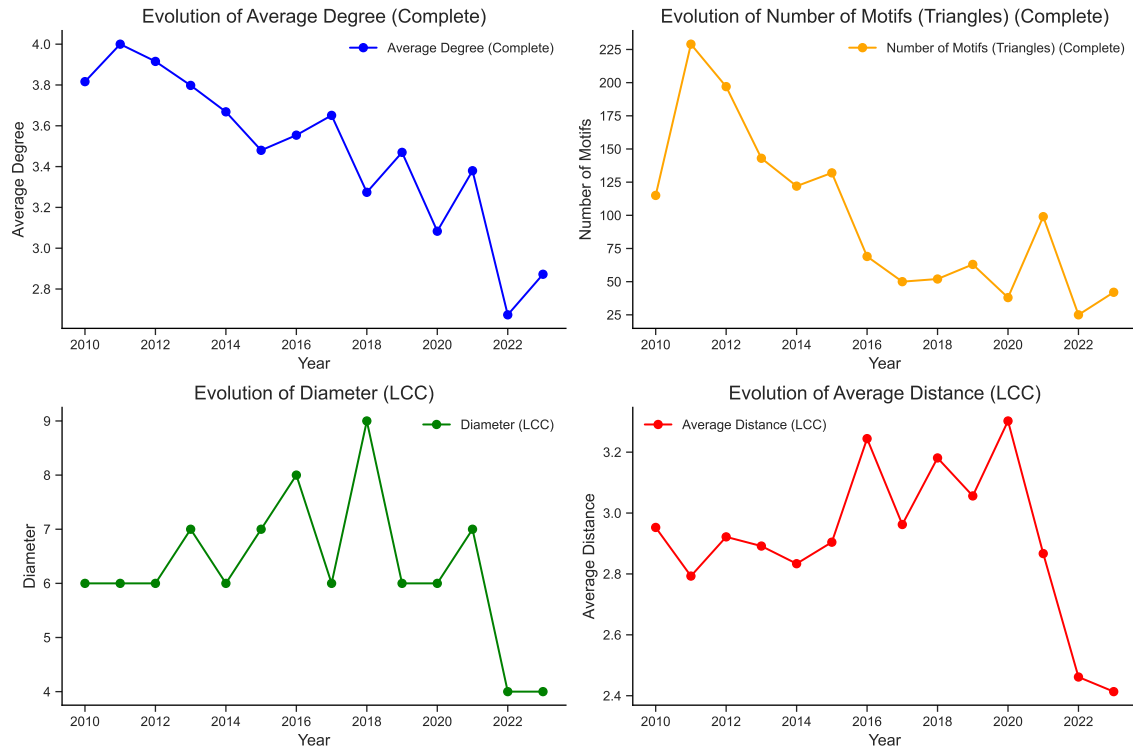 Evolution of Average Degree (Complete)
Average Degree (Complete)
4.0
3.8
3.6
3.4
3.2
3.0
2.8
Average Degree
2010 2012 2014 2016 2018 2020 2022
Year
Evolution of Number of Motifs (Triangles) (Complete)
Number of Motifs (Triangles) (Complete)
225
200
175
150
125
100
75
50
25
Number of Motifs
2010 2012 2014 2016 2018 2020 2022
Year
Evolution of Diameter (LCC)
Diameter (LCC)
9
8
7
6
5
4
Diameter
2010 2012 2014 2016 2018 2020 2022
Year
Evolution of Average Distance (LCC)
Average Distance (LCC)
3.2
3.0
2.8
2.6
2.4
Average Distance
2010 2012 2014 2016 2018 2020 2022
Year